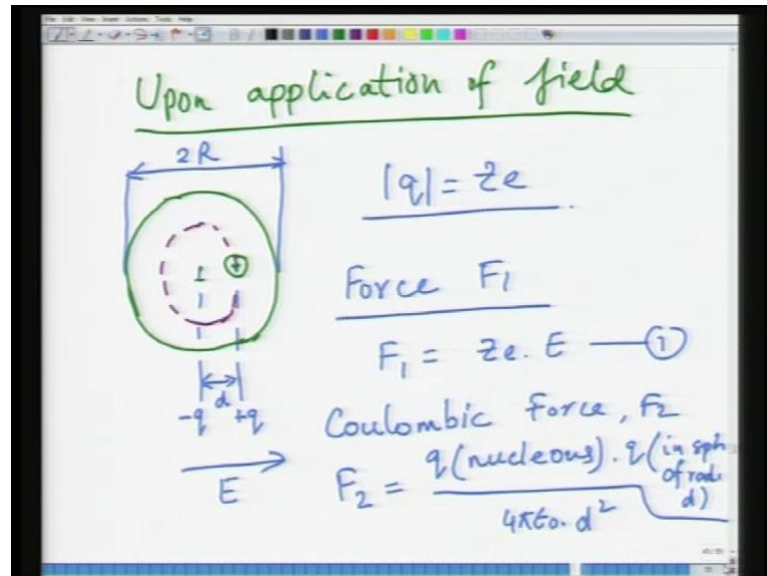 Upon application of field
2R
|q| = Ze
Force F1
F1 = Ze. E — ①
d
-q +q
E
Coulombic Force, F2
F2 = q(nucleous). q(in sph of rad. d) / 4πε0. d²